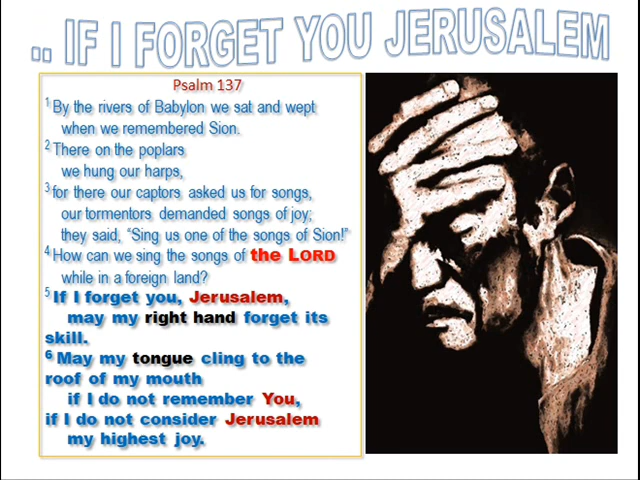 .. IF I FORGET YOU JERUSALEM
Psalm 137
1 By the rivers of Babylon we sat and wept
when we remembered Sion.
2 There on the poplars
we hung our harps,
3 for there our captors asked us for songs,
our tormentors demanded songs of joy;
they said, “Sing us one of the songs of Sion!”
4 How can we sing the songs of the LORD
while in a foreign land?
5 If I forget you, Jerusalem,
may my right hand forget its
skill.
6 May my tongue cling to the
roof of my mouth
if I do not remember You,
if I do not consider Jerusalem
my highest joy.